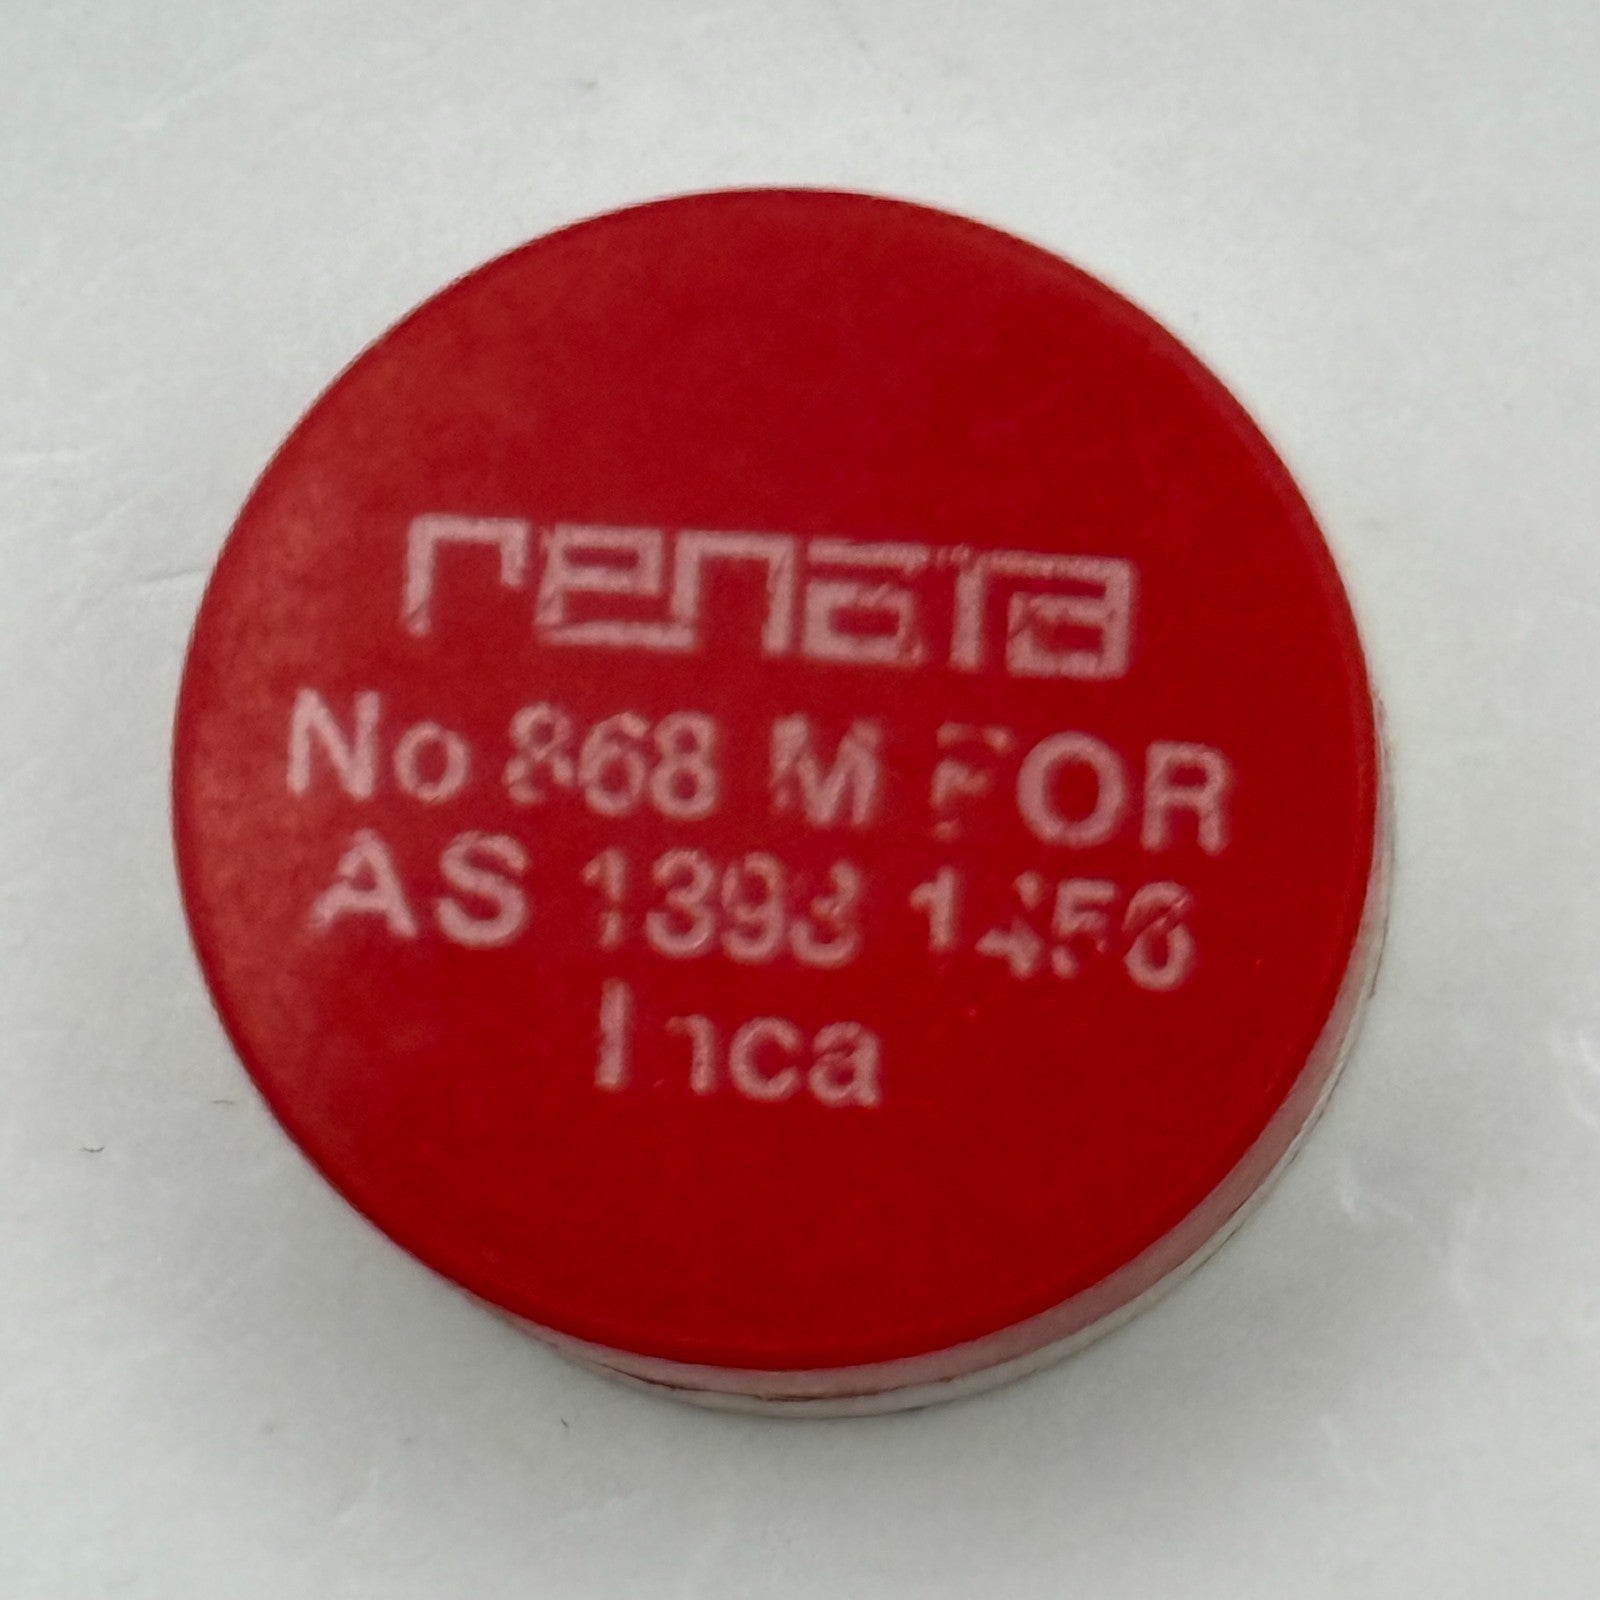 renata
No 868 M FOR
AS 1393 1456
Inca